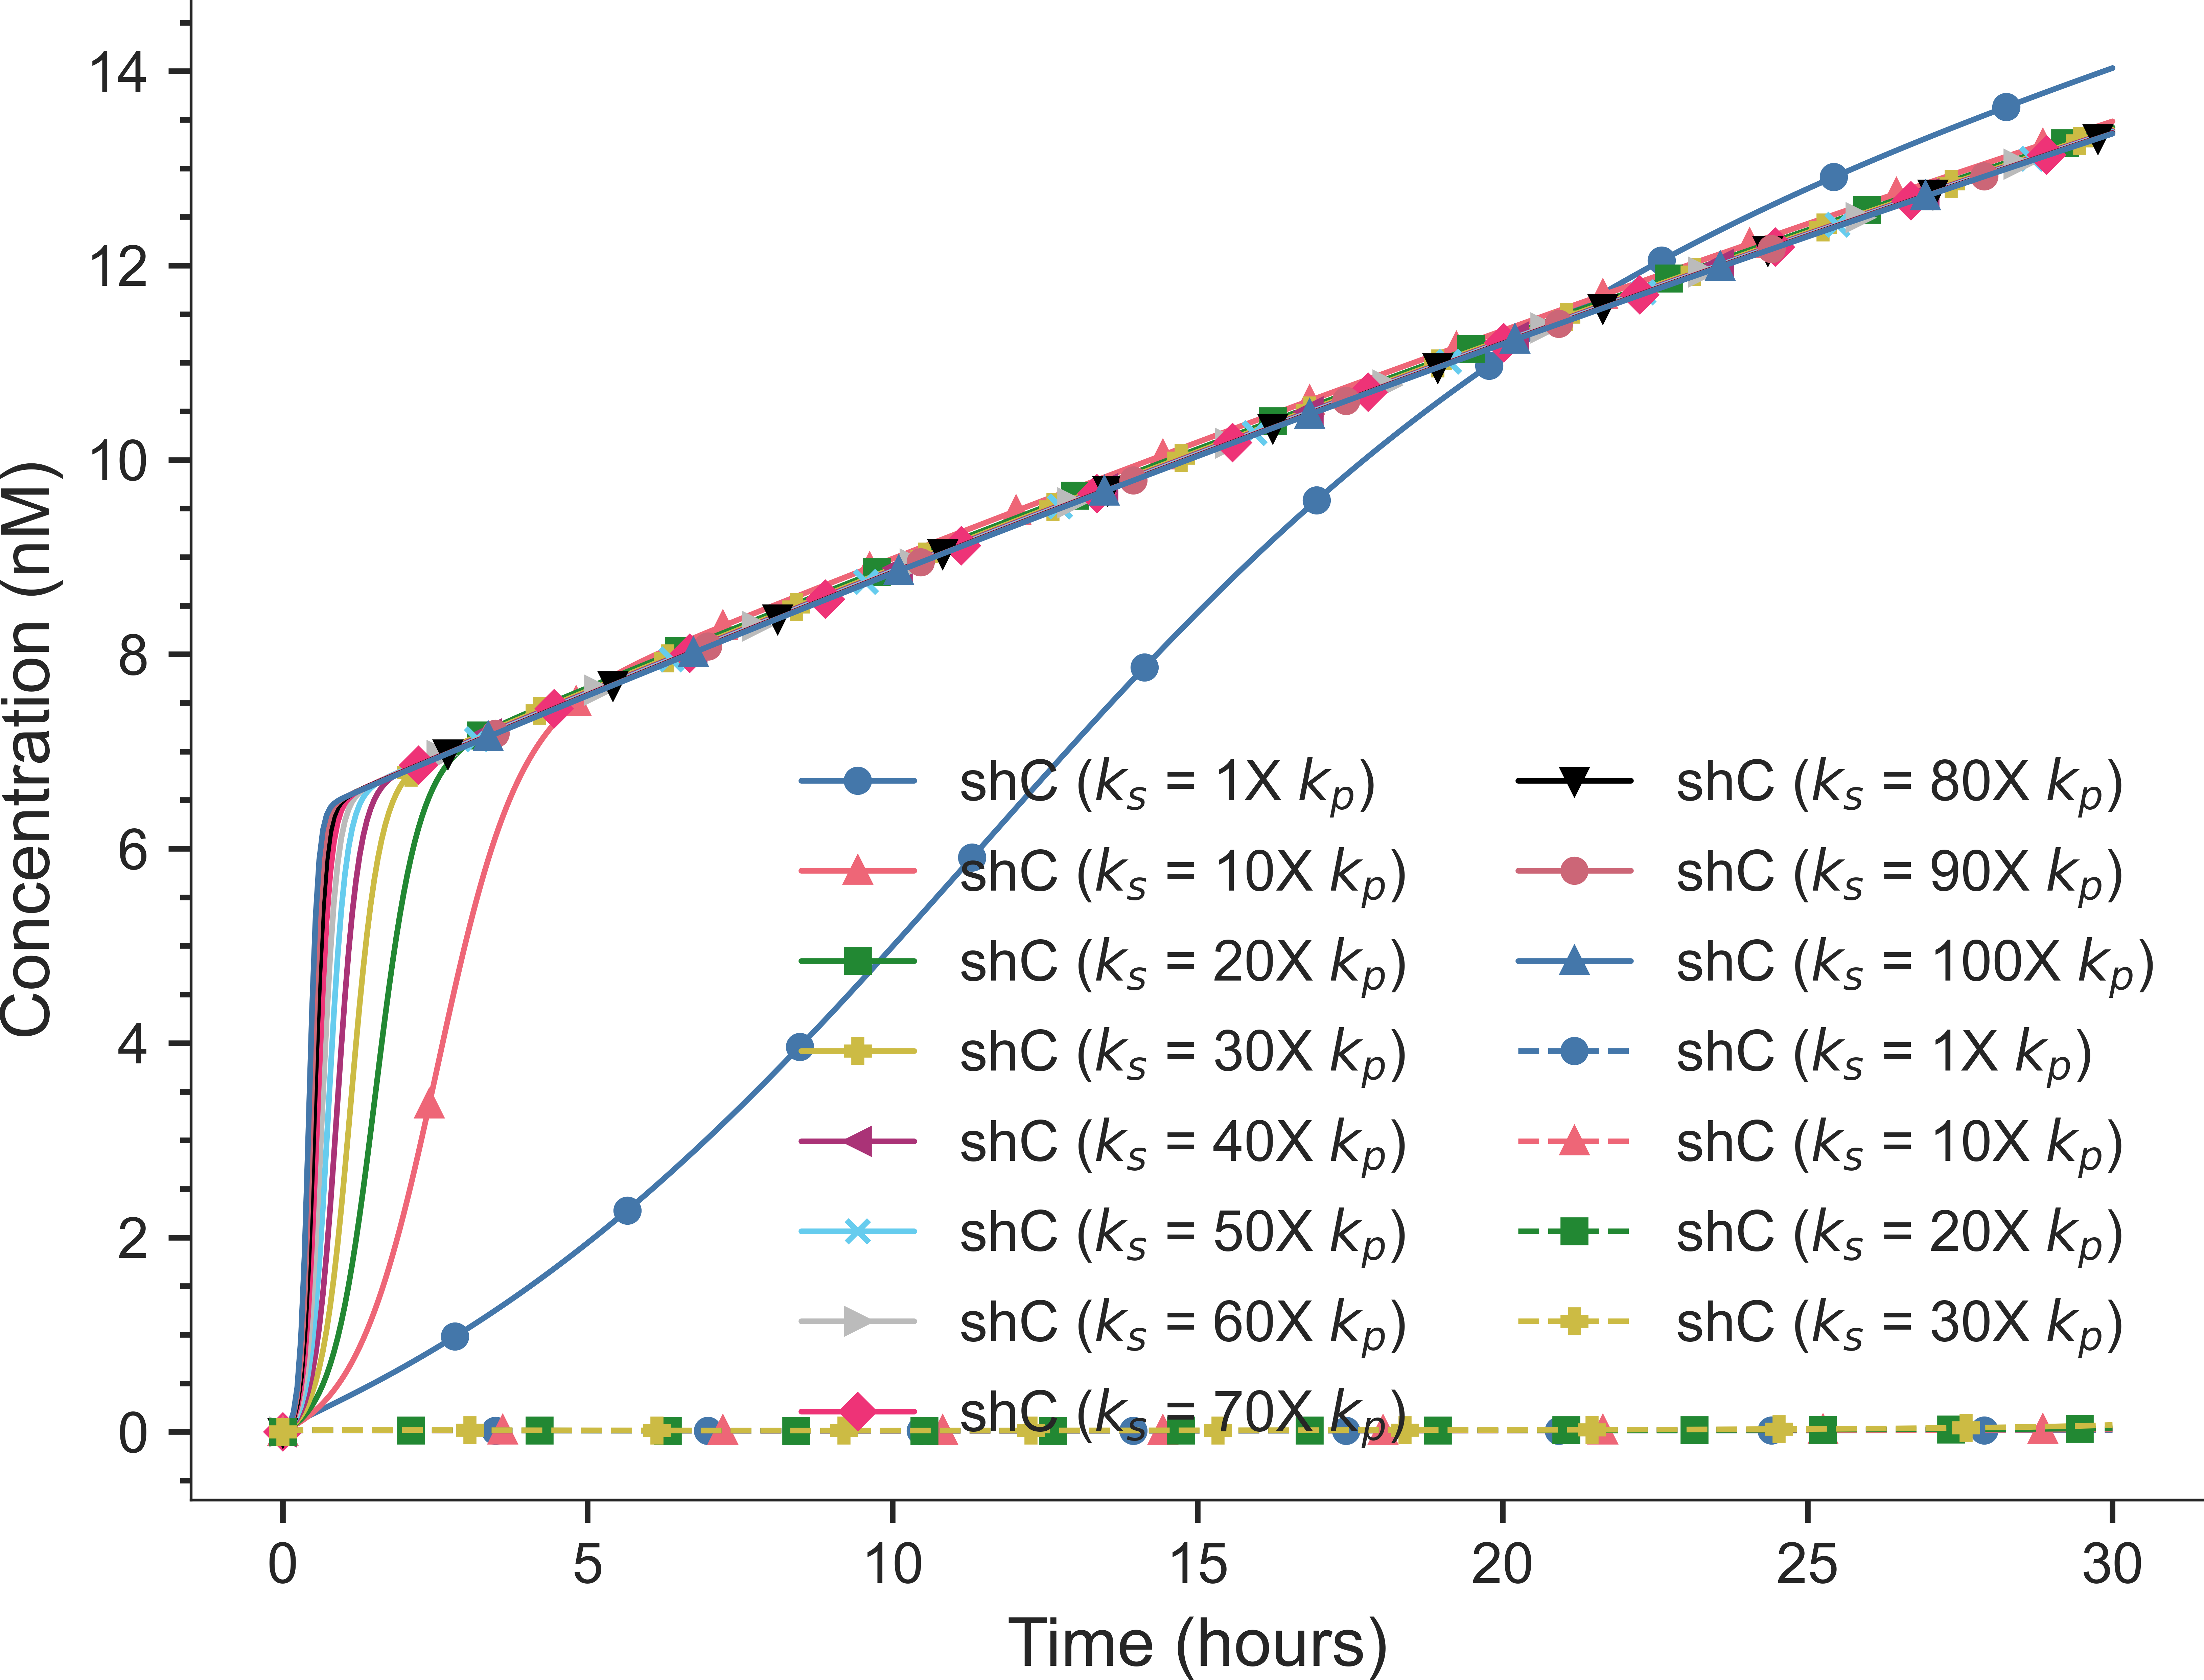 Concentration (nM)
14
12
10
8
6
4
2
0
shC (kₛ = 1X kₚ)
shC (kₛ = 10X kₚ)
shC (kₛ = 20X kₚ)
shC (kₛ = 30X kₚ)
shC (kₛ = 40X kₚ)
shC (kₛ = 50X kₚ)
shC (kₛ = 60X kₚ)
shC (kₛ = 70X kₚ)
shC (kₛ = 80X kₚ)
shC (kₛ = 90X kₚ)
shC (kₛ = 100X kₚ)
shC (kₛ = 1X kₚ)
shC (kₛ = 10X kₚ)
shC (kₛ = 20X kₚ)
shC (kₛ = 30X kₚ)
0 5 10 15 20 25 30
Time (hours)